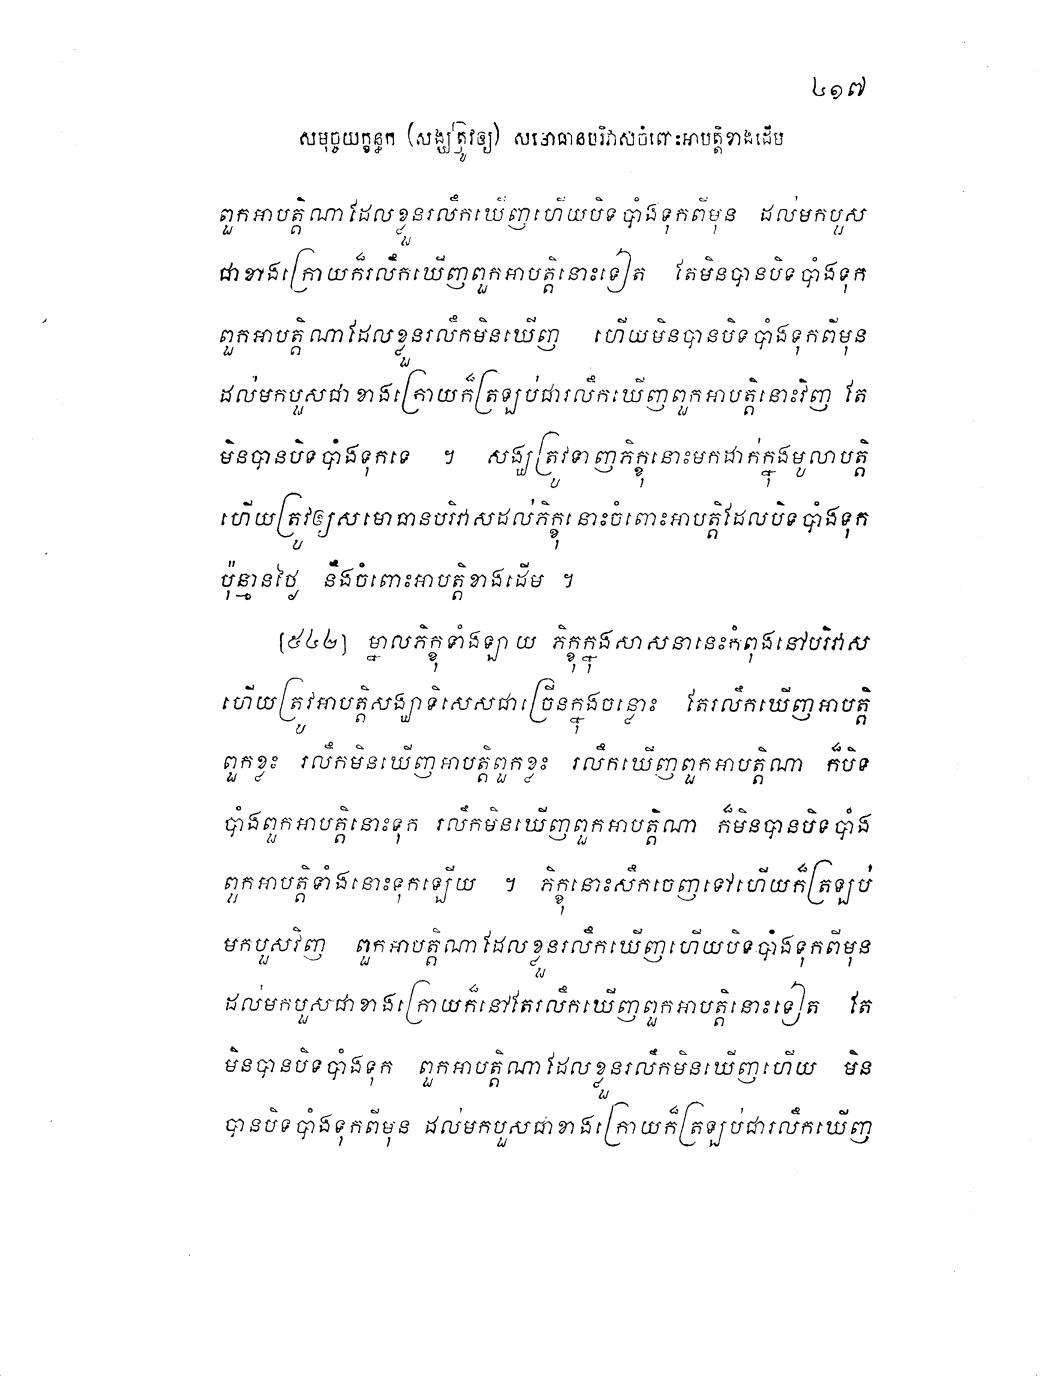 ៤១៧
សមុច្ចយក្ខន្ធក (សង្ឃត្រូវឲ្យ) សមោធានបរិវាសចំពោះអាបត្តិខាងដើម
ពួកអាបត្តិណាដែលខ្លួនរលឹកឃើញហើយបិទបាំងទុកពីមុន ដល់មកបួស
ជាខាងក្រោយក៏រលឹកឃើញពួកអាបត្តិនោះទៀត តែមិនបានបិទបាំងទុក
ពួកអាបត្តិណាដែលខ្លួនរលឹកមិនឃើញ ហើយមិនបានបិទបាំងទុកពីមុន
ដល់មកបួសជាខាងក្រោយក៏ត្រឡប់ជារលឹកឃើញពួកអាបត្តិនោះវិញ តែ
មិនបានបិទបាំងទុកទេ ។ សង្ឃត្រូវទាញភិក្ខុនោះមកដាក់ក្នុងមូលាបត្តិ
ហើយត្រូវឲ្យសមោធានបរិវាសដល់ភិក្ខុនោះចំពោះអាបត្តិដែលបិទបាំងទុក
ប៉ុន្មានថ្ងៃ នឹងចំពោះអាបត្តិខាងដើម ។
[៥៤២] ម្នាលភិក្ខុទាំងឡាយ ភិក្ខុក្នុងសាសនានេះកំពុងនៅបរិវាស
ហើយត្រូវអាបត្តិសង្ឃាទិសេសជាច្រើនក្នុងចន្លោះ តែរលឹកឃើញអាបត្តិ
ពួកខ្លះ រលឹកមិនឃើញអាបត្តិពួកខ្លះ រលឹកឃើញពួកអាបត្តិណា ក៏បិទ
បាំងពួកអាបត្តិនោះទុក រលឹកមិនឃើញពួកអាបត្តិណា ក៏មិនបានបិទបាំង
ពួកអាបត្តិទាំងនោះទុកឡើយ ។ ភិក្ខុនោះសឹកចេញទៅហើយក៏ត្រឡប់
មកបួសវិញ ពួកអាបត្តិណាដែលខ្លួនរលឹកឃើញហើយបិទបាំងទុកពីមុន
ដល់មកបួសជាខាងក្រោយក៏នៅតែរលឹកឃើញពួកអាបត្តិនោះទៀត តែ
មិនបានបិទបាំងទុក ពួកអាបត្តិណាដែលខ្លួនរលឹកមិនឃើញហើយ មិន
បានបិទបាំងទុកពីមុន ដល់មកបួសជាខាងក្រោយក៏ត្រឡប់ជារលឹកឃើញ